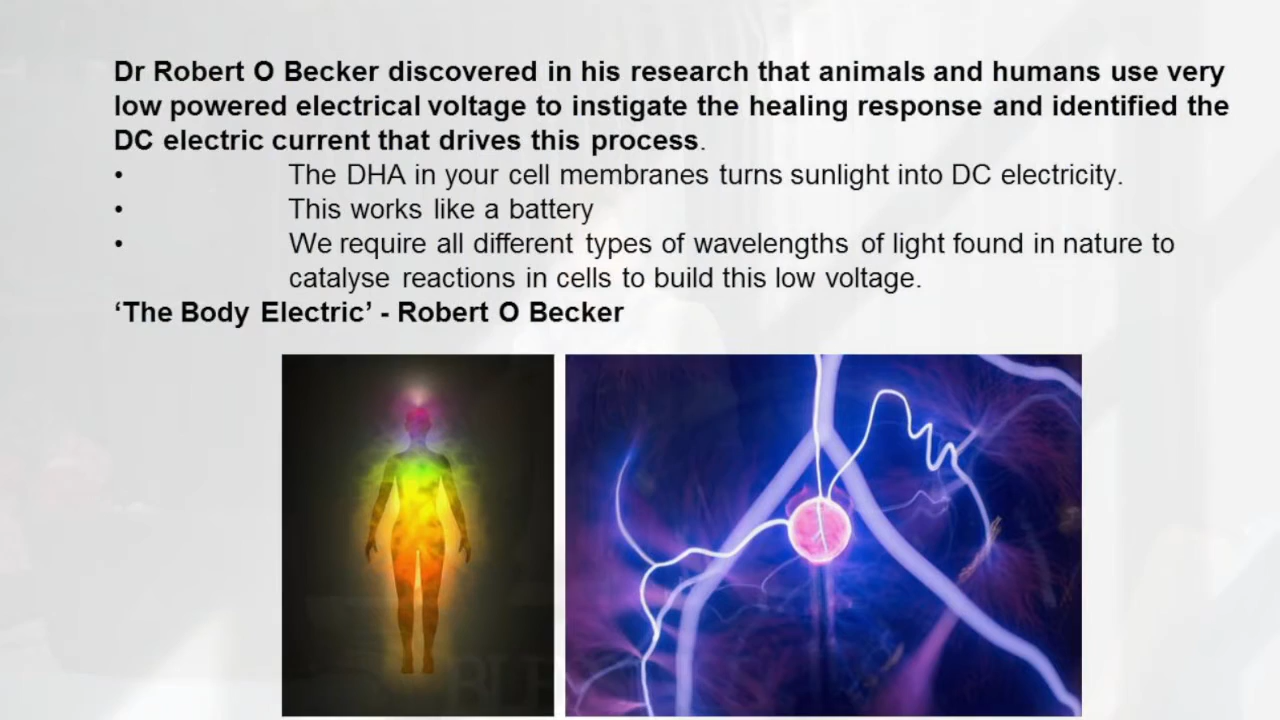 Dr Robert O Becker discovered in his research that animals and humans use very
low powered electrical voltage to instigate the healing response and identified the
DC electric current that drives this process.
• The DHA in your cell membranes turns sunlight into DC electricity.
• This works like a battery
• We require all different types of wavelengths of light found in nature to
catalyse reactions in cells to build this low voltage.
‘The Body Electric’ - Robert O Becker